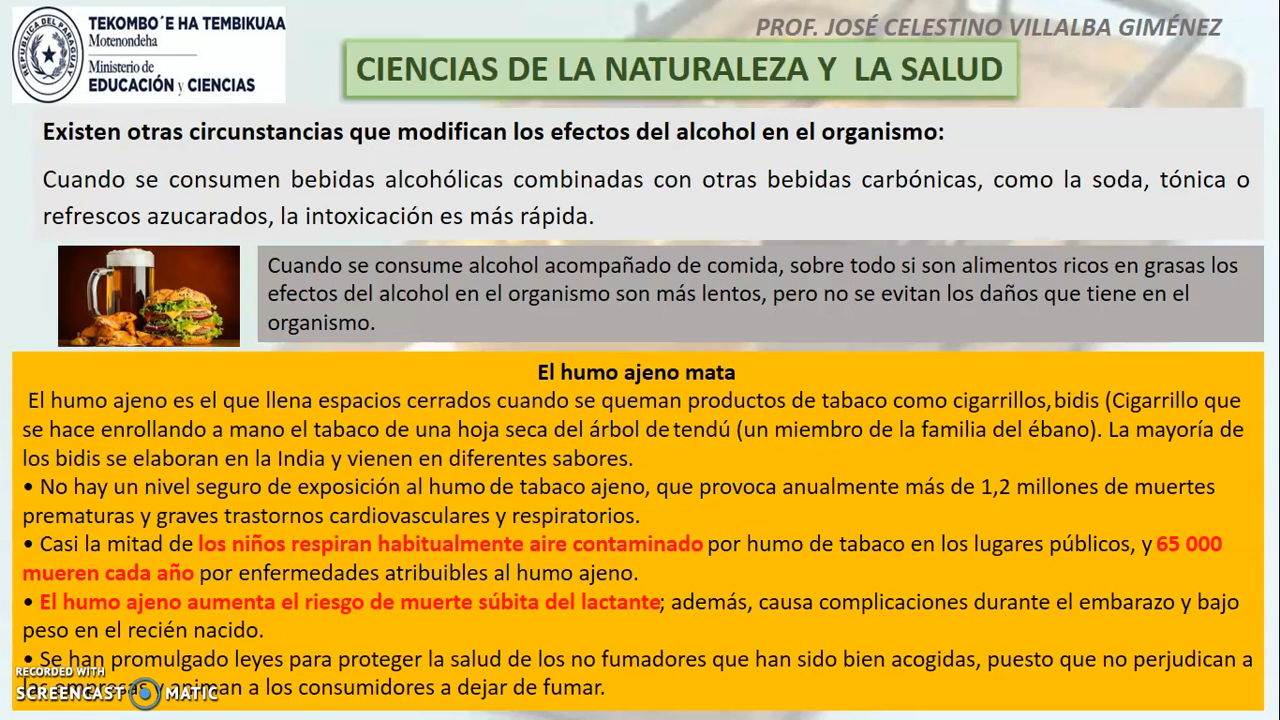 TEKOMBO´E HA TEMBIKUAA
Motenondeha
Ministerio de
EDUCACIÓN y CIENCIAS
REPÚBLICA DEL PARAGUAY
PROF. JOSÉ CELESTINO VILLALBA GIMÉNEZ
CIENCIAS DE LA NATURALEZA Y LA SALUD
Existen otras circunstancias que modifican los efectos del alcohol en el organismo:
Cuando se consumen bebidas alcohólicas combinadas con otras bebidas carbónicas, como la soda, tónica o
refrescos azucarados, la intoxicación es más rápida.
Cuando se consume alcohol acompañado de comida, sobre todo si son alimentos ricos en grasas los
efectos del alcohol en el organismo son más lentos, pero no se evitan los daños que tiene en el
organismo.
El humo ajeno mata
El humo ajeno es el que llena espacios cerrados cuando se queman productos de tabaco como cigarrillos, bidis (Cigarrillo que
se hace enrollando a mano el tabaco de una hoja seca del árbol de tendú (un miembro de la familia del ébano). La mayoría de
los bidis se elaboran en la India y vienen en diferentes sabores.
• No hay un nivel seguro de exposición al humo de tabaco ajeno, que provoca anualmente más de 1,2 millones de muertes
prematuras y graves trastornos cardiovasculares y respiratorios.
• Casi la mitad de los niños respiran habitualmente aire contaminado por humo de tabaco en los lugares públicos, y 65 000
mueren cada año por enfermedades atribuibles al humo ajeno.
• El humo ajeno aumenta el riesgo de muerte súbita del lactante; además, causa complicaciones durante el embarazo y bajo
peso en el recién nacido.
• Se han promulgado leyes para proteger la salud de los no fumadores que han sido bien acogidas, puesto que no perjudican a
las empresas y animan a los consumidores a dejar de fumar.
RECORDED WITH
SCREENCAST MATIC